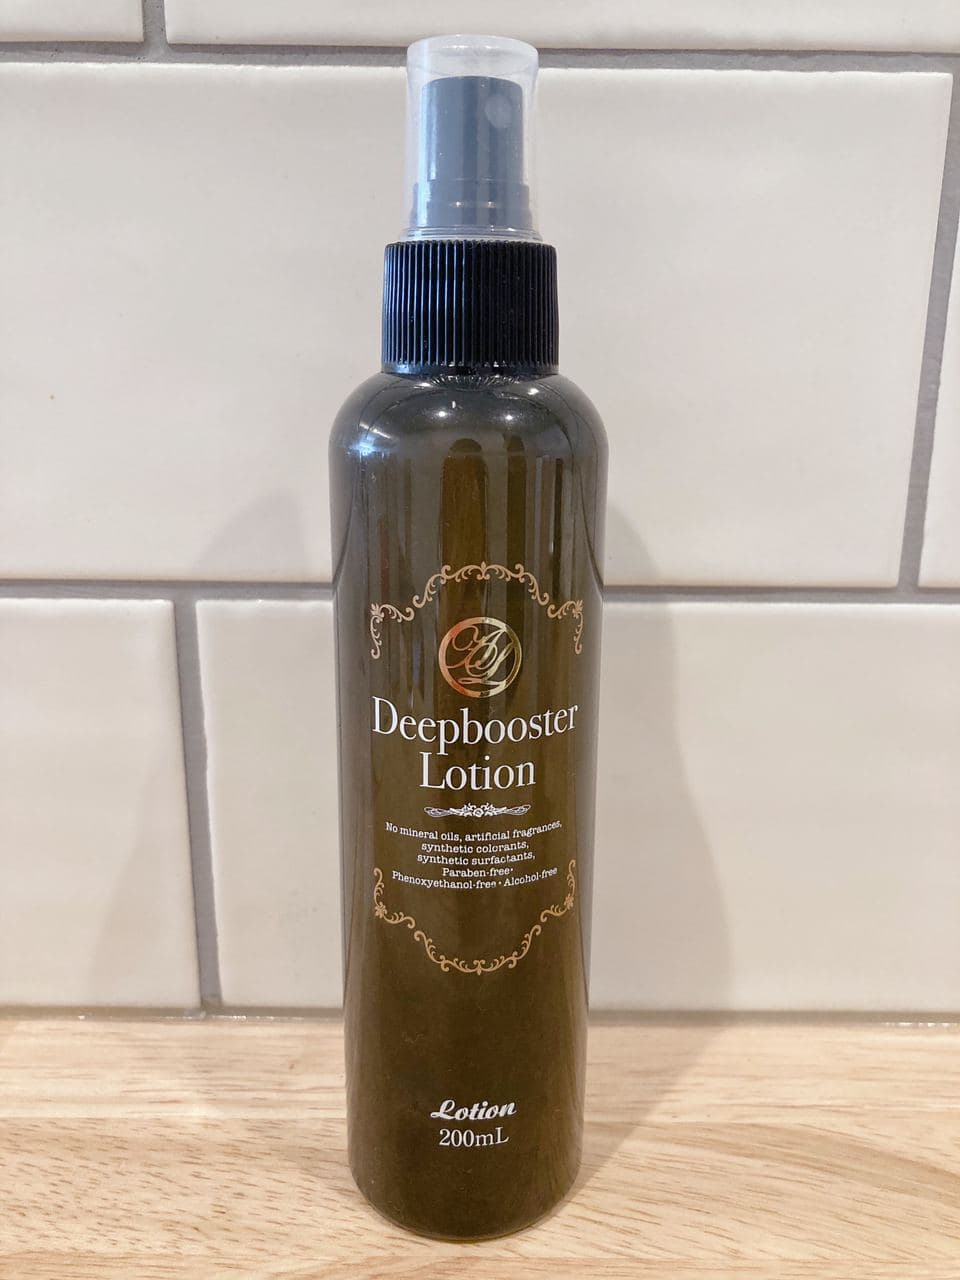 AL
Deepbooster
Lotion
No mineral oils, artificial fragrances,
synthetic colorants,
synthetic surfactants,
Paraben-free・
Phenoxyethanol-free・Alcohol-free
Lotion
200mL